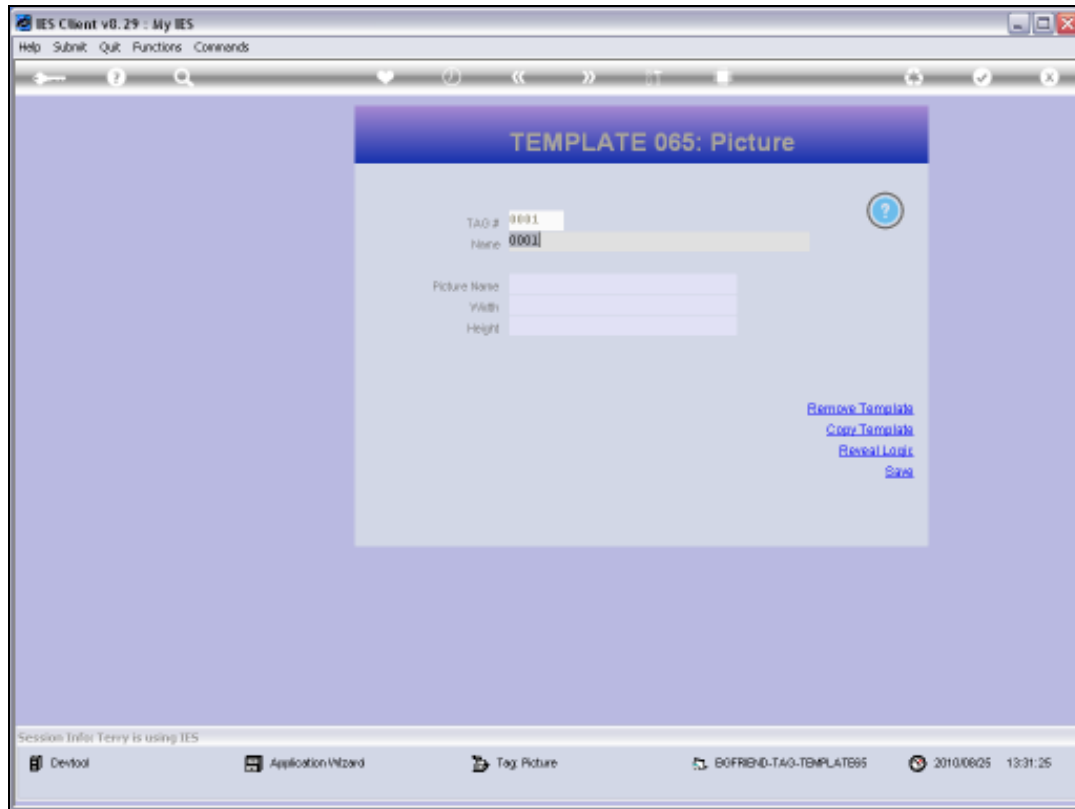 IES Client v8.29 : My IES
Help Submit Quit Functions Commands
TEMPLATE 065: Picture
TAG # 0001
Name 0001
Picture Name
Width
Height
Remove Template
Copy Template
Reveal Logic
Save
Session Info: Terry is using IES
Devtool Application Wizard Tag: Picture BOFRIEND-TAG-TEMPLATE65 2010/08/25 13:31:25